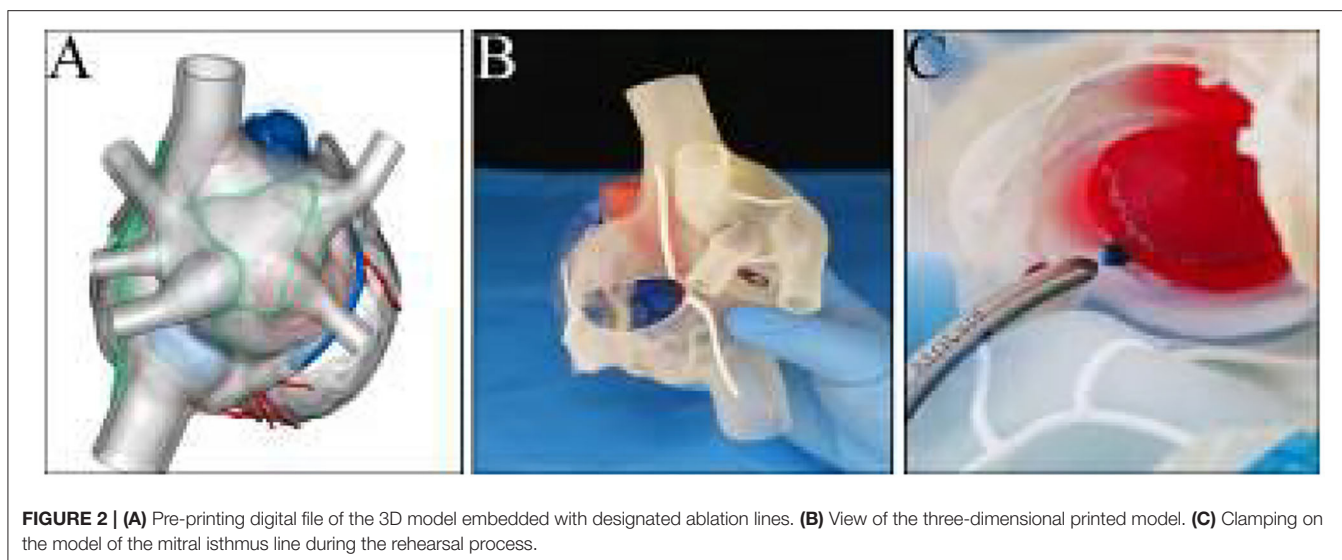 A
B
C
FIGURE 2 | (A) Pre-printing digital file of the 3D model embedded with designated ablation lines. (B) View of the three-dimensional printed model. (C) Clamping on
the model of the mitral isthmus line during the rehearsal process.